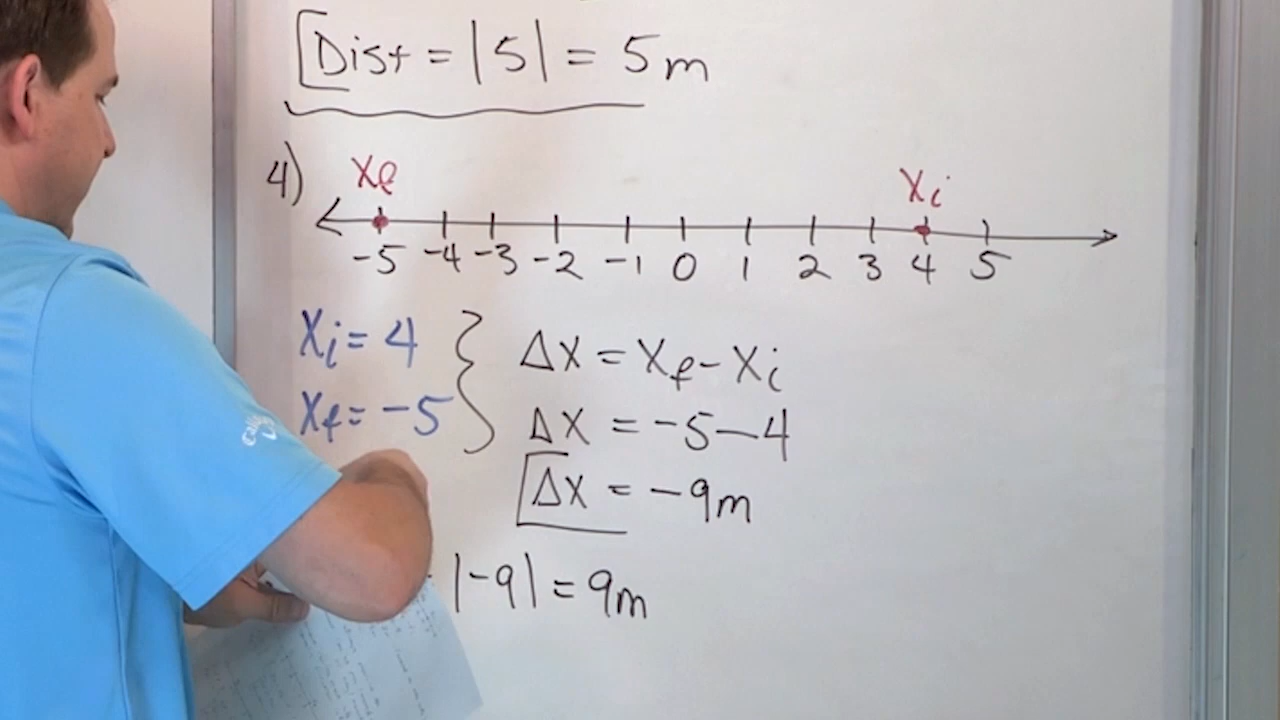 Dist = |5| = 5m
4)
Xf Xi
-5 -4 -3 -2 -1 0 1 2 3 4 5
Xi = 4
Xf = -5
Δx = Xf - Xi
Δx = -5-4
Δx = -9m
|-9| = 9m